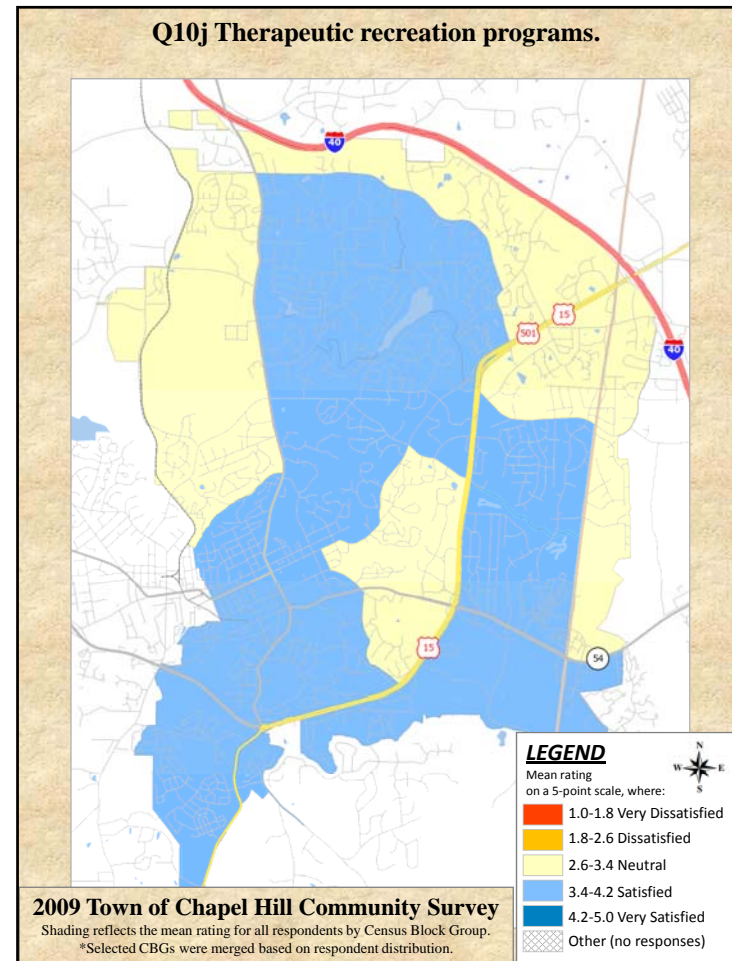 Q10j Therapeutic recreation programs.
40
15
501
40
15
54
LEGEND
N
W E
S
Mean rating
on a 5-point scale, where:
1.0-1.8 Very Dissatisfied
1.8-2.6 Dissatisfied
2.6-3.4 Neutral
3.4-4.2 Satisfied
4.2-5.0 Very Satisfied
Other (no responses)
2009 Town of Chapel Hill Community Survey
Shading reflects the mean rating for all respondents by Census Block Group.
*Selected CBGs were merged based on respondent distribution.